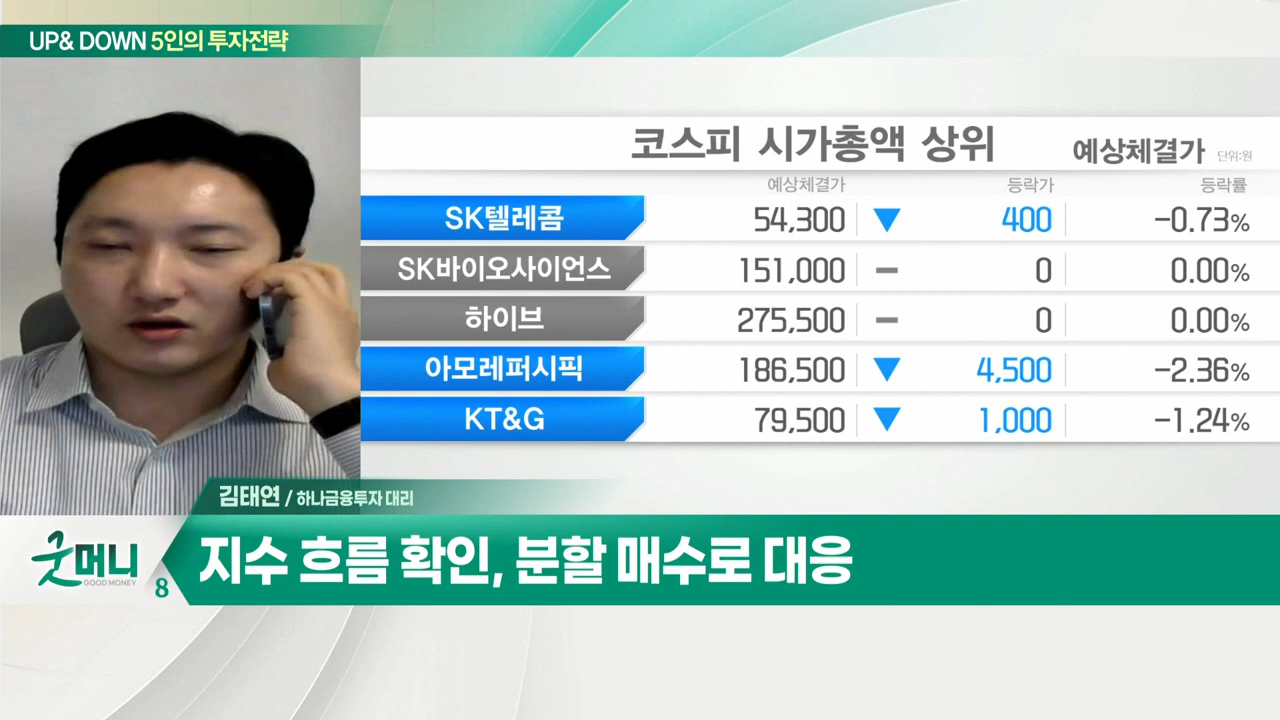 UP& DOWN 5인의 투자전략
코스피 시가총액 상위 예상체결가 단위:원
예상체결가 등락가 등락률
SK텔레콤 54,300 ▼ 400 -0.73%
SK바이오사이언스 151,000 - 0 0.00%
하이브 275,500 - 0 0.00%
아모레퍼시픽 186,500 ▼ 4,500 -2.36%
KT&G 79,500 ▼ 1,000 -1.24%
김태연 / 하나금융투자 대리
굿머니
GOOD MONEY
8
지수 흐름 확인, 분할 매수로 대응